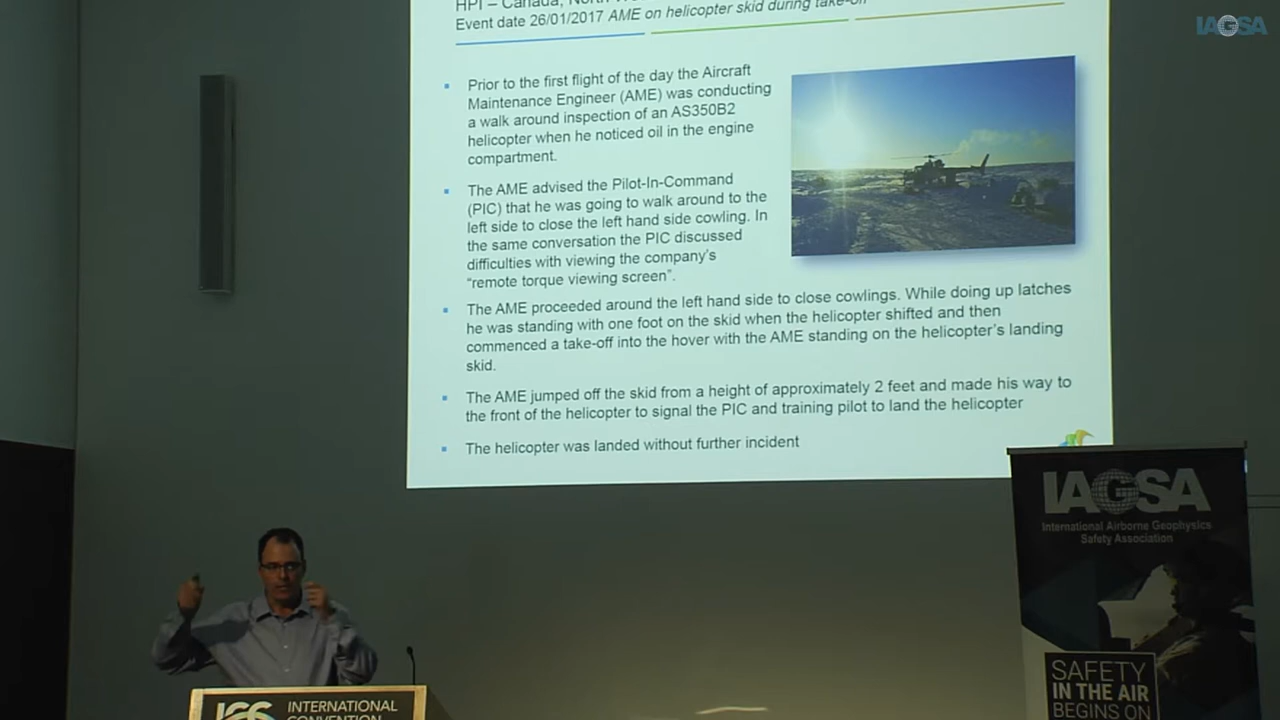 HPI – Canada, North
Event date 26/01/2017 AME on helicopter skid during take-off
IAGSA
Prior to the first flight of the day the Aircraft
Maintenance Engineer (AME) was conducting
a walk around inspection of an AS350B2
helicopter when he noticed oil in the engine
compartment.
The AME advised the Pilot-In-Command
(PIC) that he was going to walk around to the
left side to close the left hand side cowling. In
the same conversation the PIC discussed
difficulties with viewing the company's
"remote torque viewing screen".
The AME proceeded around the left hand side to close cowlings. While doing up latches
he was standing with one foot on the skid when the helicopter shifted and then
commenced a take-off into the hover with the AME standing on the helicopter's landing
skid.
The AME jumped off the skid from a height of approximately 2 feet and made his way to
the front of the helicopter to signal the PIC and training pilot to land the helicopter
The helicopter was landed without further incident
IAGSA
International Airborne Geophysics
Safety Association
SAFETY
IN THE AIR
BEGINS ON
ICC INTERNATIONAL
CONVENTION